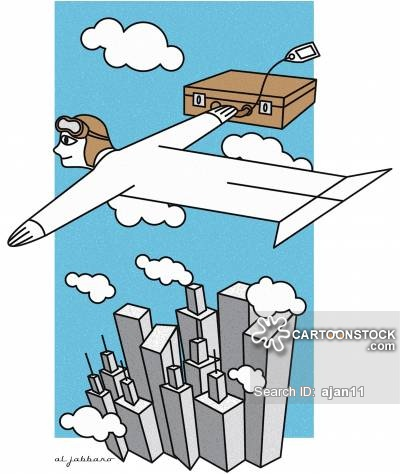 CARTOONSTOCK
.com
Search ID: ajan11
al jabbaro